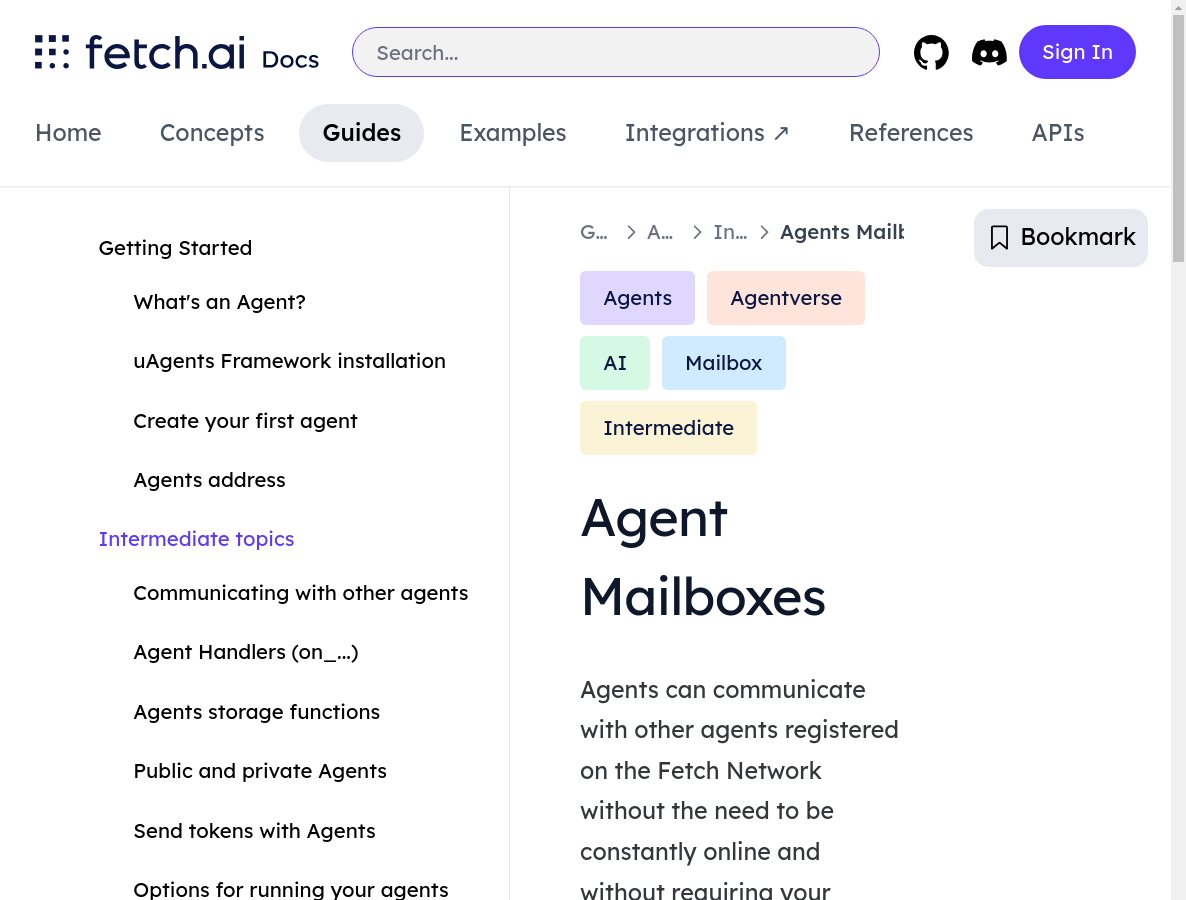 fetch.ai Docs
Search...
Sign In
Home
Concepts
Guides
Examples
Integrations ↗
References
APIs
Getting Started
What's an Agent?
uAgents Framework installation
Create your first agent
Agents address
Intermediate topics
Communicating with other agents
Agent Handlers (on_...)
Agents storage functions
Public and private Agents
Send tokens with Agents
Options for running your agents
G... > A... > In... > Agents Mailb
Bookmark
Agents
Agentverse
AI
Mailbox
Intermediate
Agent
Mailboxes
Agents can communicate
with other agents registered
on the Fetch Network
without the need to be
constantly online and
without requiring your